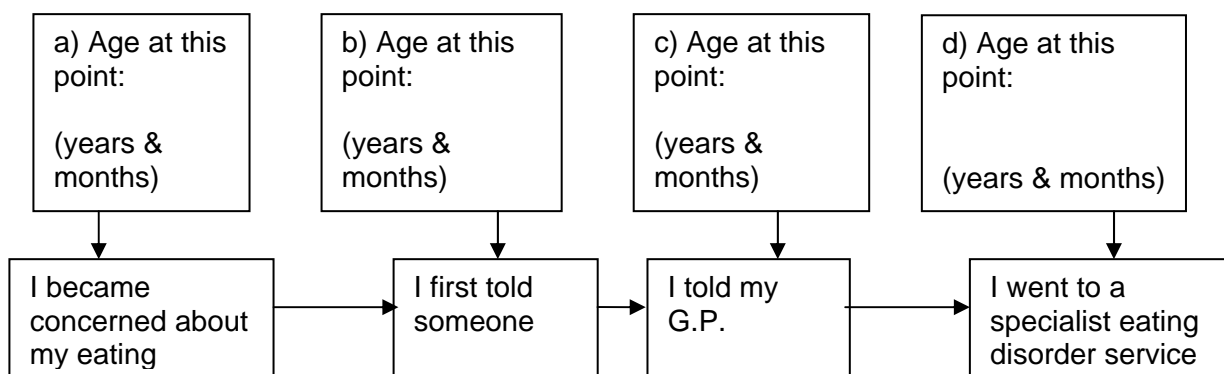 a) Age at this
point:
(years &
months)
b) Age at this
point:
(years &
months)
c) Age at this
point:
(years &
months)
d) Age at this
point:
(years & months)
I became
concerned about
my eating
I first told
someone
I told my
G.P.
I went to a
specialist eating
disorder service